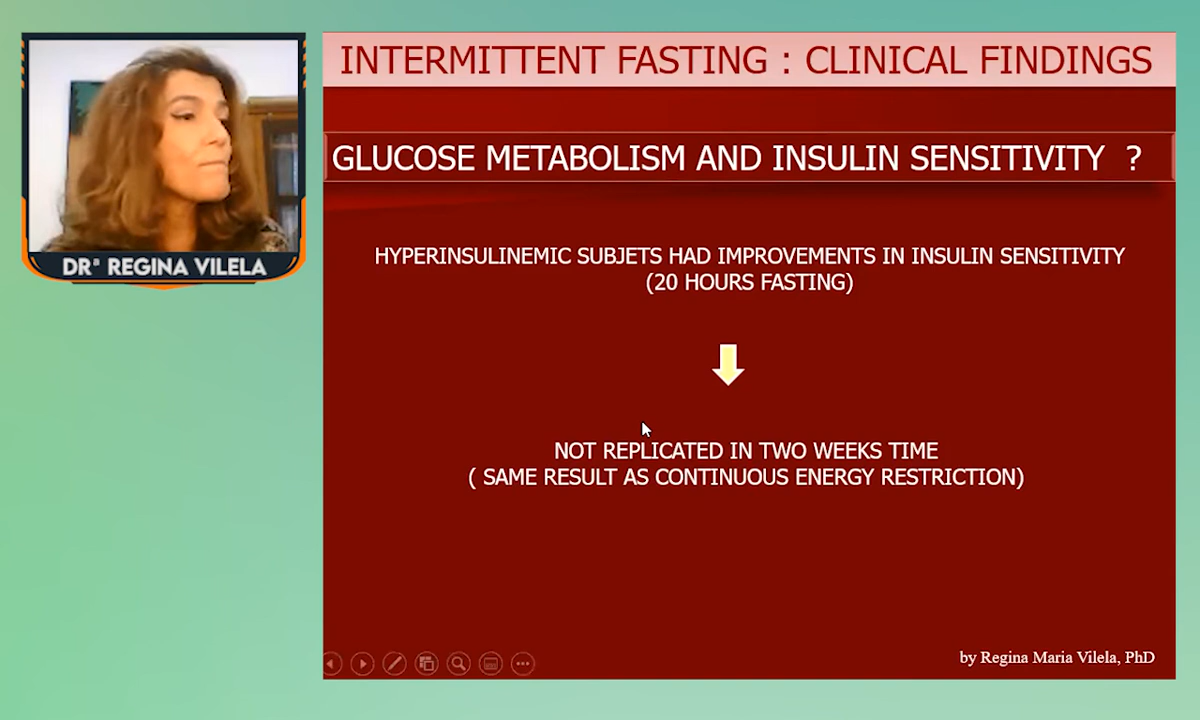 INTERMITTENT FASTING : CLINICAL FINDINGS
GLUCOSE METABOLISM AND INSULIN SENSITIVITY ?
DRª REGINA VILELA
HYPERINSULINEMIC SUBJETS HAD IMPROVEMENTS IN INSULIN SENSITIVITY
(20 HOURS FASTING)
NOT REPLICATED IN TWO WEEKS TIME
( SAME RESULT AS CONTINUOUS ENERGY RESTRICTION)
by Regina Maria Vilela, PhD